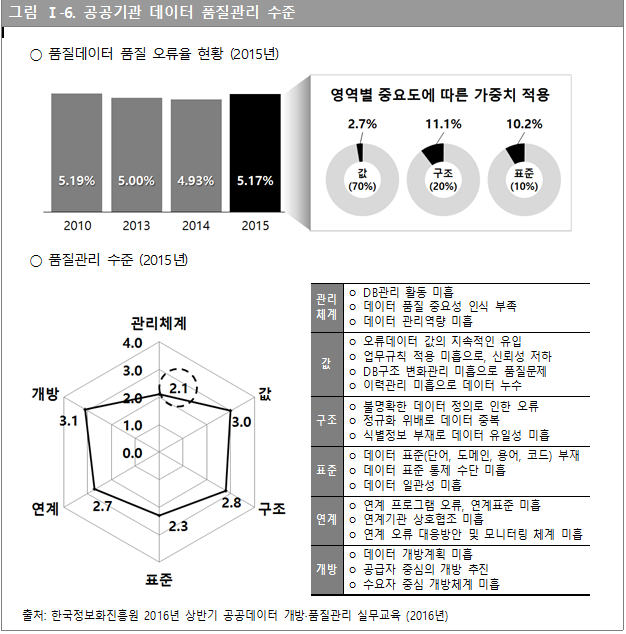 그림 Ⅰ-6. 공공기관 데이터 품질관리 수준
○ 품질데이터 품질 오류율 현황 (2015년)
5.19%
5.00%
4.93%
5.17%
2010
2013
2014
2015
영역별 중요도에 따른 가중치 적용
2.7%
11.1%
10.2%
값
(70%)
구조
(20%)
표준
(10%)
○ 품질관리 수준 (2015년)
관리체계
4.0
3.0
2.0
1.0
0.0
2.1
값
3.0
구조
2.8
표준
2.3
연계
2.7
개방
3.1
관리
체계
○ DB관리 활동 미흡
○ 데이터 품질 중요성 인식 부족
○ 데이터 관리역량 미흡
값
○ 오류데이터 값의 지속적인 유입
○ 업무규칙 적용 미흡으로, 신뢰성 저하
○ DB구조 변화관리 미흡으로 품질문제
○ 이력관리 미흡으로 데이터 누수
구조
○ 불명확한 데이터 정의로 인한 오류
○ 정규화 위배로 데이터 중복
○ 식별정보 부재로 데이터 유일성 미흡
표준
○ 데이터 표준(단어, 도메인, 용어, 코드) 부재
○ 데이터 표준 통제 수단 미흡
○ 데이터 일관성 미흡
연계
○ 연계 프로그램 오류, 연계표준 미흡
○ 연계기관 상호협조 미흡
○ 연계 오류 대응방안 및 모니터링 체계 미흡
개방
○ 데이터 개방계획 미흡
○ 공급자 중심의 개방 추진
○ 수요자 중심 개방체계 미흡
출처: 한국정보화진흥원 2016년 상반기 공공데이터 개방·품질관리 실무교육 (2016년)